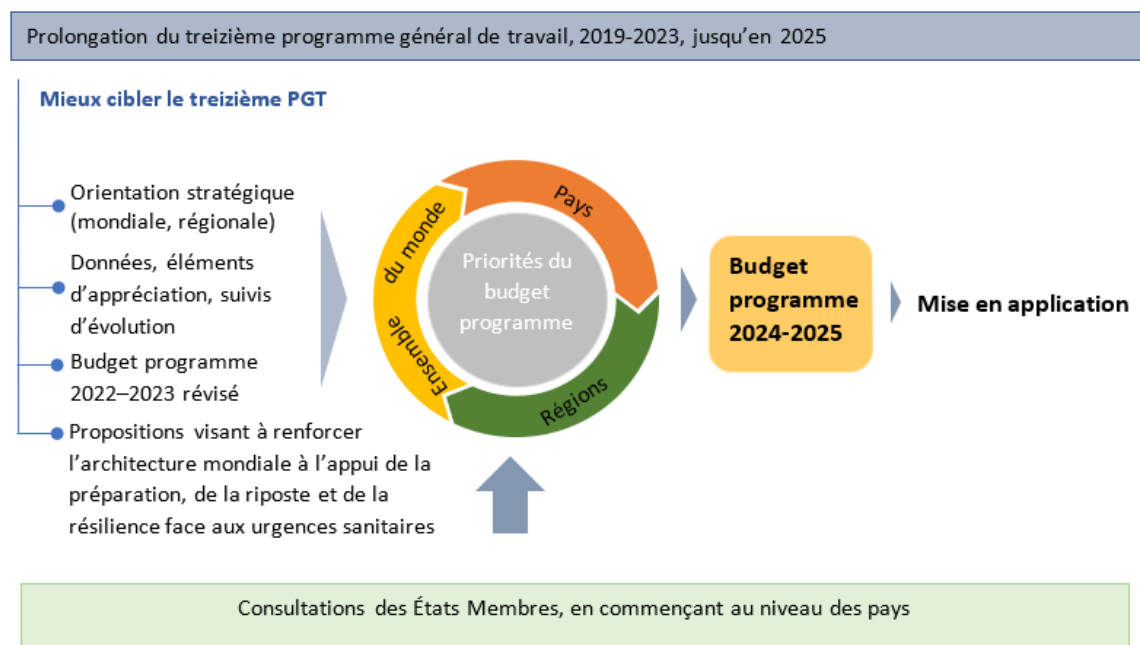 Prolongation du treizième programme général de travail, 2019-2023, jusqu'en 2025
Mieux cibler le treizième PGT
Orientation stratégique
(mondiale, régionale)
Données, éléments
d'appréciation, suivis
d'évolution
Budget programme
2022–2023 révisé
Propositions visant à renforcer
l'architecture mondiale à l'appui de la
préparation, de la riposte et de la
résilience face aux urgences sanitaires
Pays
Régions
Ensemble du monde
Priorités du
budget
programme
Budget
programme
2024-2025
Mise en application
Consultations des États Membres, en commençant au niveau des pays